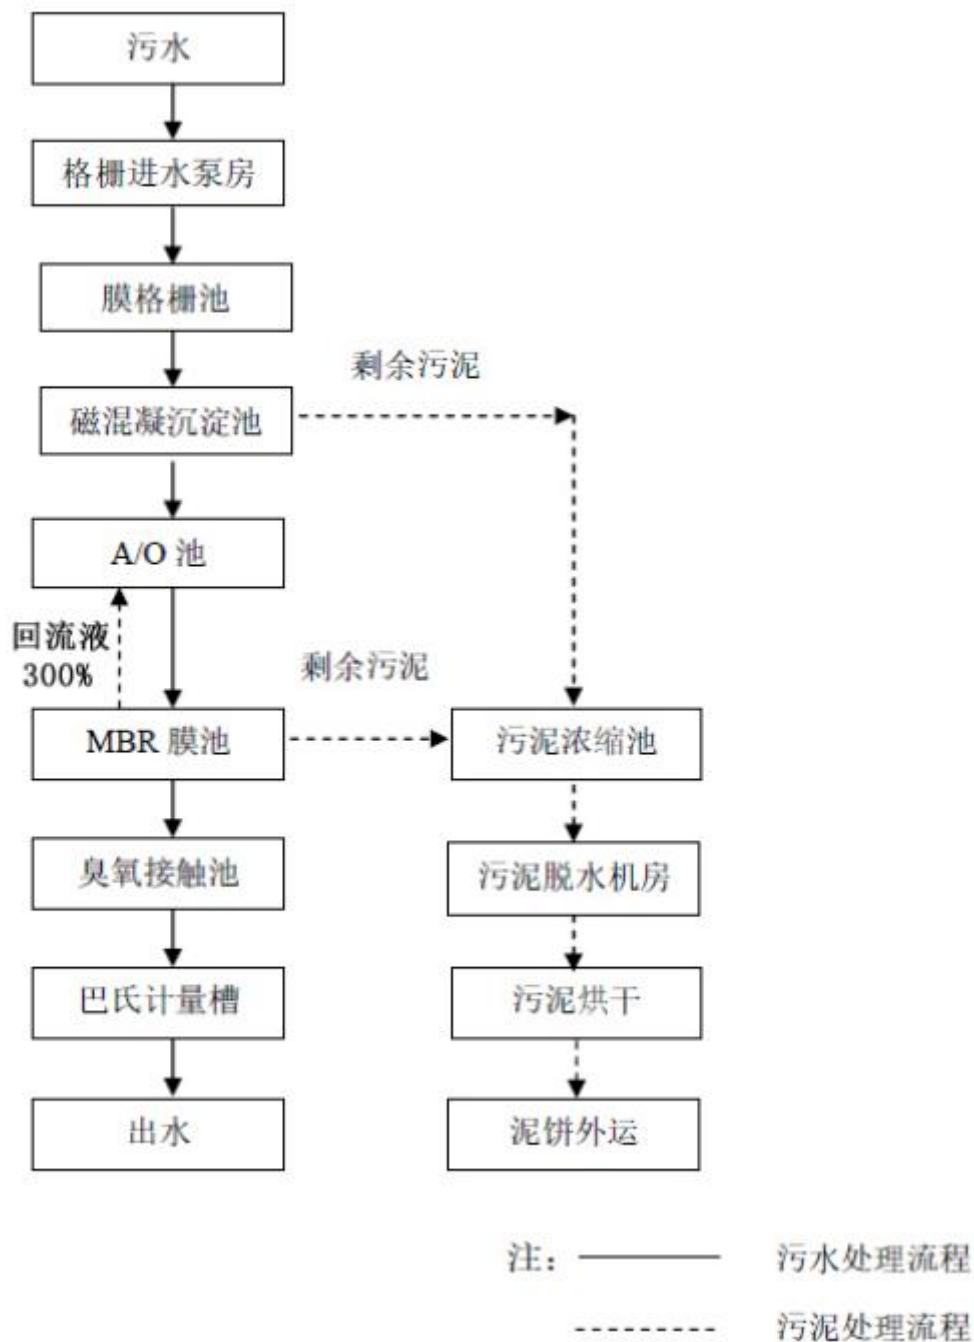 污水
格栅进水泵房
膜格栅池
剩余污泥
磁混凝沉淀池
A/O 池
回流液
300%
剩余污泥
MBR 膜池
污泥浓缩池
臭氧接触池
污泥脱水机房
巴氏计量槽
污泥烘干
出水
泥饼外运
注：
污水处理流程
污泥处理流程